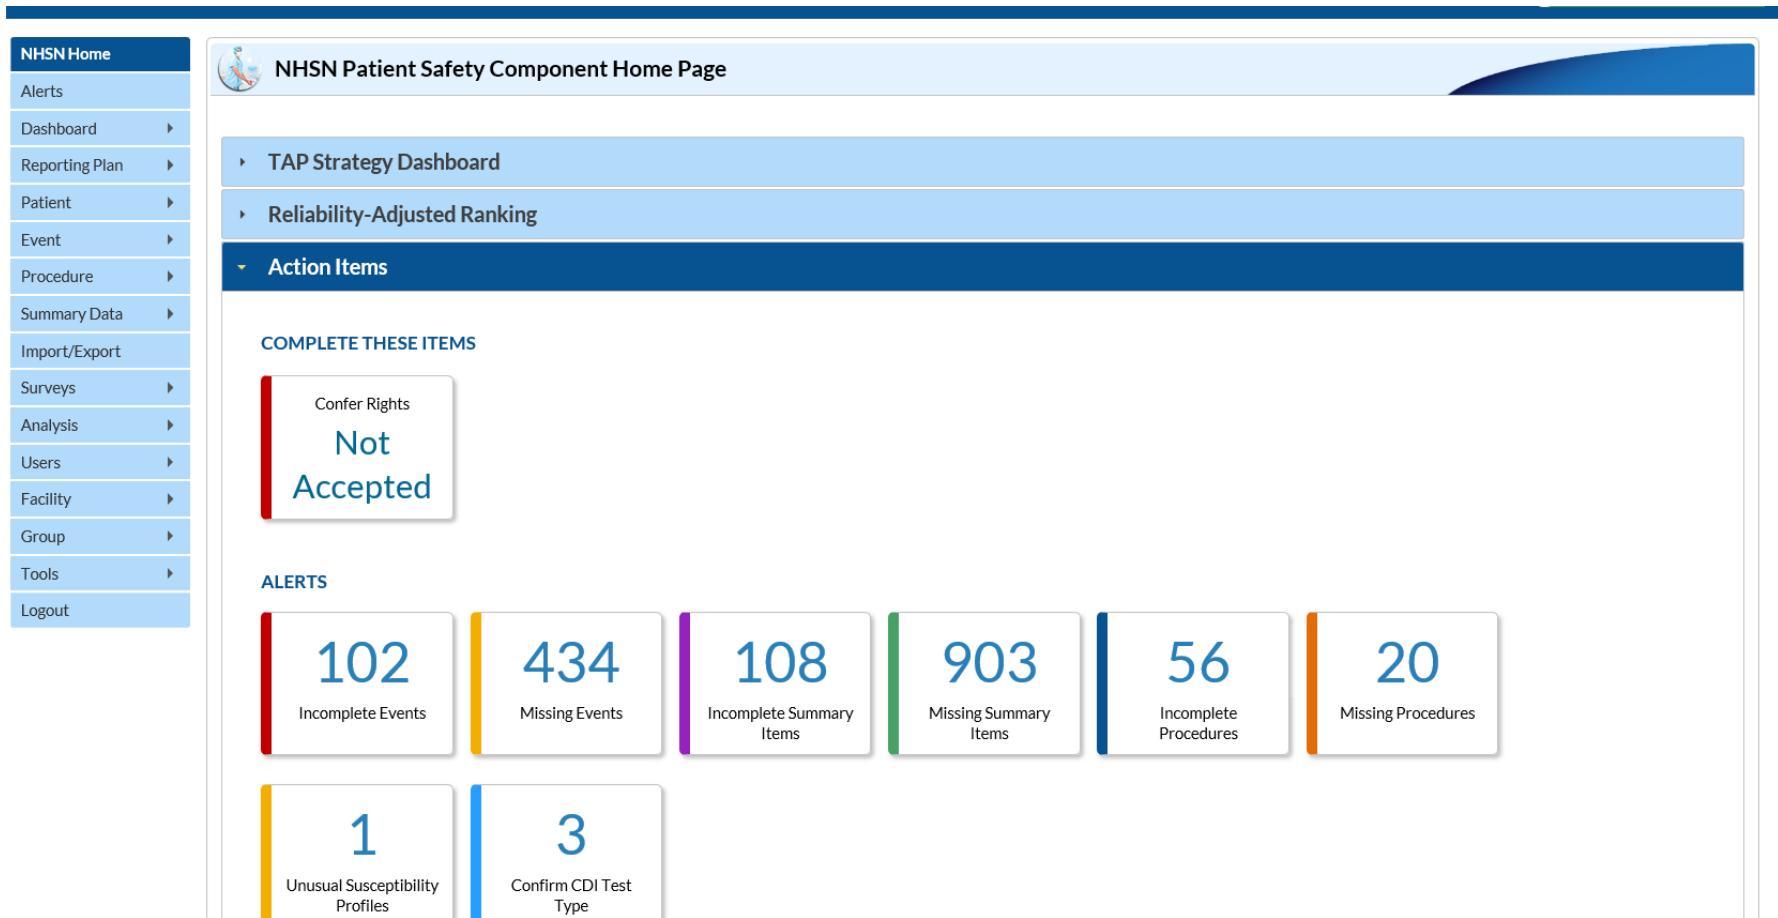 NHSN Home
Alerts
Dashboard
Reporting Plan
Patient
Event
Procedure
Summary Data
Import/Export
Surveys
Analysis
Users
Facility
Group
Tools
Logout
NHSN Patient Safety Component Home Page
TAP Strategy Dashboard
Reliability-Adjusted Ranking
Action Items
COMPLETE THESE ITEMS
Confer Rights
Not
Accepted
ALERTS
102
Incomplete Events
434
Missing Events
108
Incomplete Summary
Items
903
Missing Summary
Items
56
Incomplete
Procedures
20
Missing Procedures
1
Unusual Susceptibility
Profiles
3
Confirm CDI Test
Type